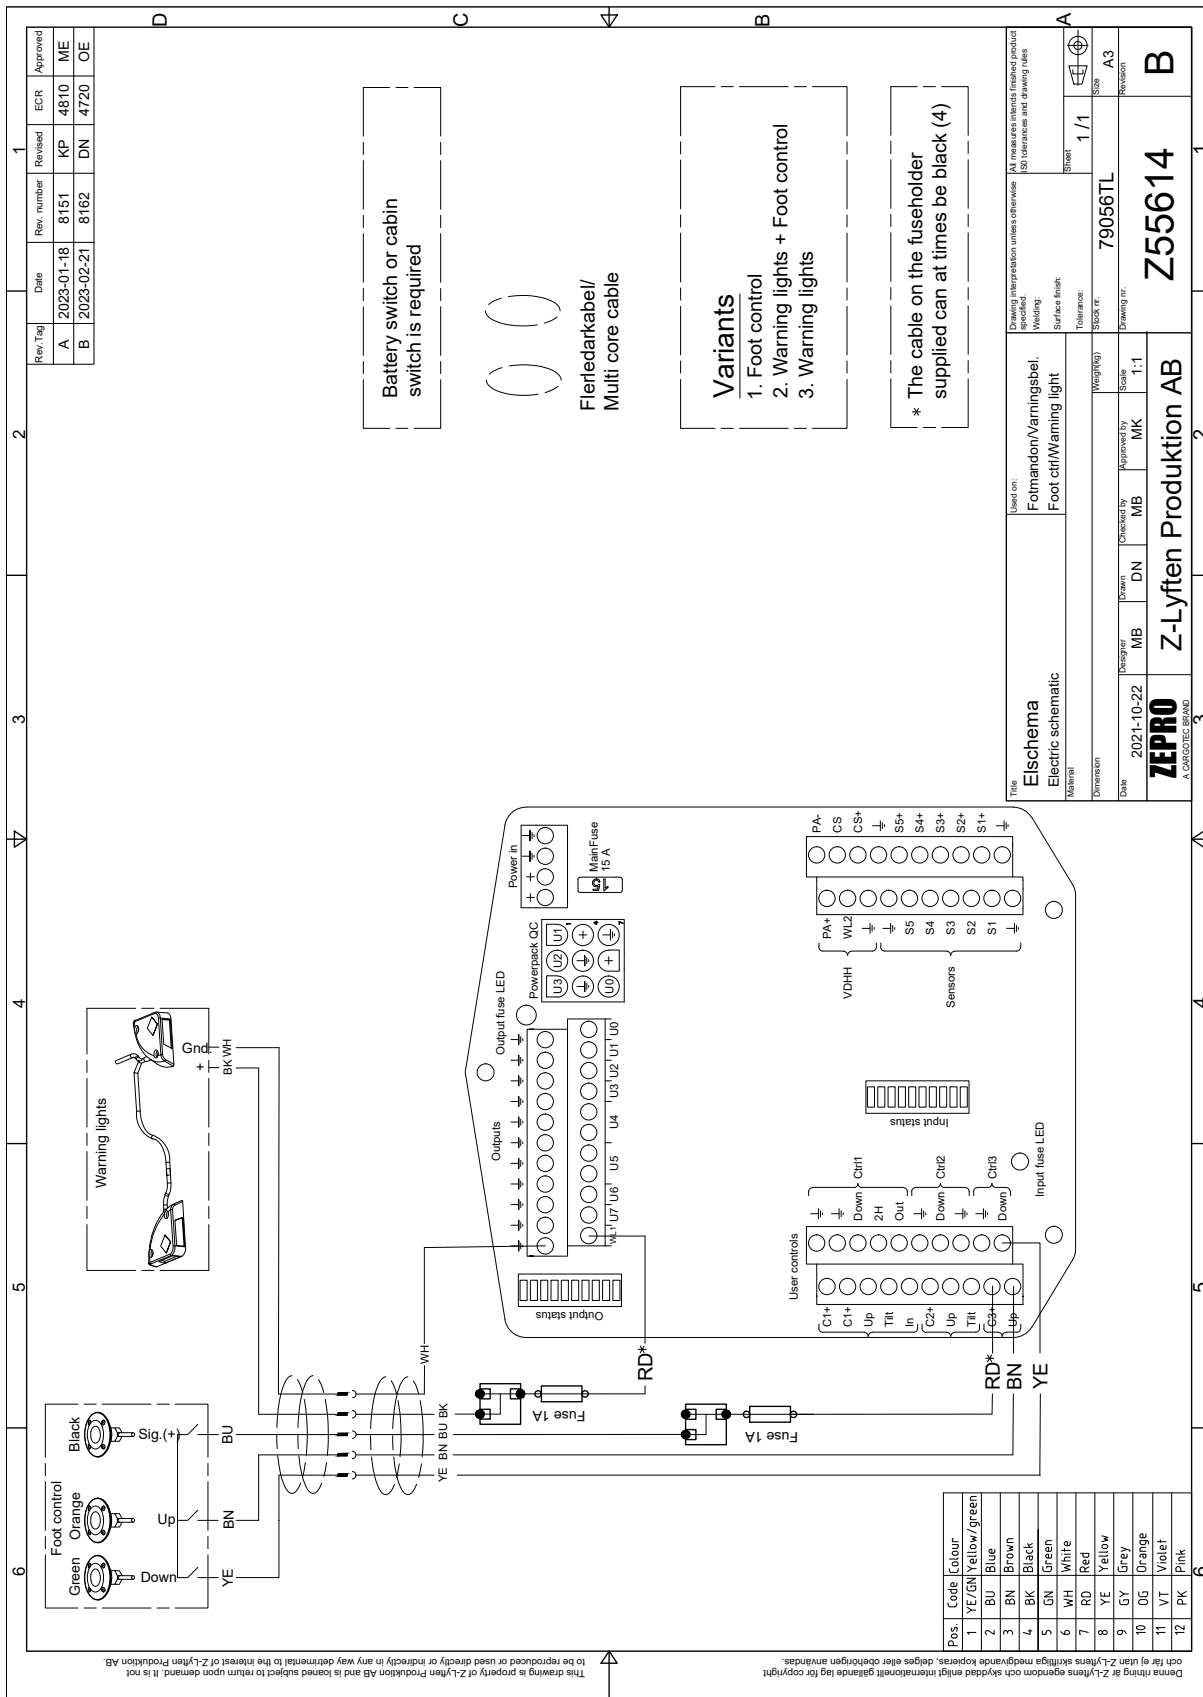 Rev.Tag Date Rev. number Revised ECR Approved
A 2023-01-18 8151 KP 4810 ME
B 2023-02-21 8162 DN 4720 OE
6 5 4 3 2 1
D
C
B
A
Foot control
Green Orange Black
Down Up Sig.(+)
YE BN BU
Warning lights
+ Gnd
BK WH
YE BN BU BK WH
Fuse 1A
RD*
Fuse 1A
RD*
BN
YE
Battery switch or cabin
switch is required
Flerledarkabel/
Multi core cable
Variants
1. Foot control
2. Warning lights + Foot control
3. Warning lights
* The cable on the fuseholder
supplied can at times be black (4)
Output status
Outputs
Output fuse LED
WL1 U7 U6 U5 U4 U3 U2 U1 U0
Powerpack QC
U3 U2 U1
+
U0 +
1
4
7
Power in
+ +
15
MainFuse
15 A
User controls
Down 2H Out
Ctrl1
Down
Ctrl2
Down
Ctrl3
C1+ C1+ Up Tilt In C2+ Up Tilt C3+ Up
Input fuse LED
Input status
VDHH
PA+ WL2
Sensors
S5 S4 S3 S2 S1
PA- CS CS+ S5+ S4+ S3+ S2+ S1+
Pos. Code Colour
1 YE/GN Yellow/green
2 BU Blue
3 BN Brown
4 BK Black
5 GN Green
6 WH White
7 RD Red
8 YE Yellow
9 GY Grey
10 OG Orange
11 VT Violet
12 PK Pink
Title
Elschema
Electric schematic
Used on:
Fotmandon/Varningsbel.
Foot ctrl/Warning light
Drawing interpretation unless otherwise
specified.
Welding:
Surface finish:
Tolerance:
All measures intends finished product
ISO tolerances and drawing rules
Material
Sheet
1 /1
Dimension
Weight(kg)
Stock nr.
79056TL
Size
A3
Date
2021-10-22
Designer
MB
Drawn
DN
Checked by
MB
Approved by
MK
Scale
1:1
Drawing nr.
Z55614
Revision
B
ZEPRO
A CARGOTEC BRAND
Z-Lyften Produktion AB
6 5 4 3 2 1
This drawing is property of Z-Lyften Produktion AB and is loaned subject to return upon demand. It is not
to be reproduced or used directly or indirectly in any way detrimental to the interest of Z-Lyften Produktion AB.
Denna ritning är Z-Lyftens egendom och skyddad enligt internationellt gällande lag för copyright
och får ej utan Z-Lyftens skriftliga medgivande kopieras, delges eller obehörigen användas.